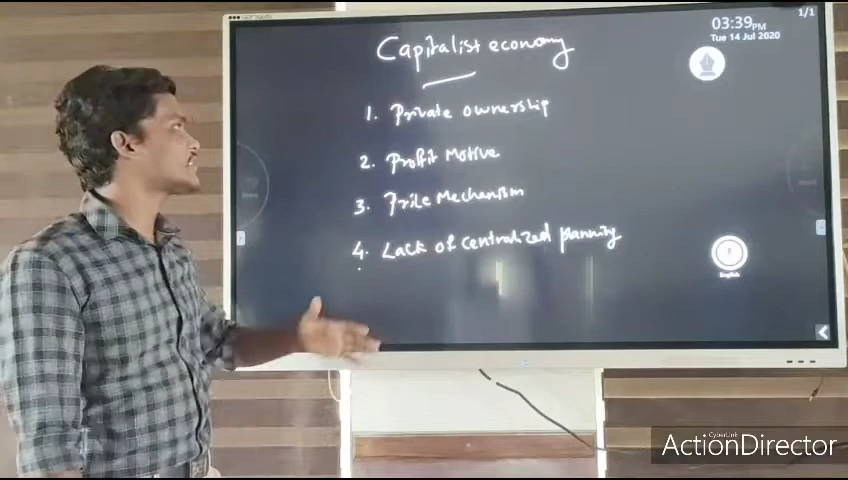 03:39PM
Tue 14 Jul 2020
1/1
Capitalist economy
1. Private ownership
2. Profit Motive
3. Price Mechanism
4. Lack of centralized planning
English
CyberLink
ActionDirector